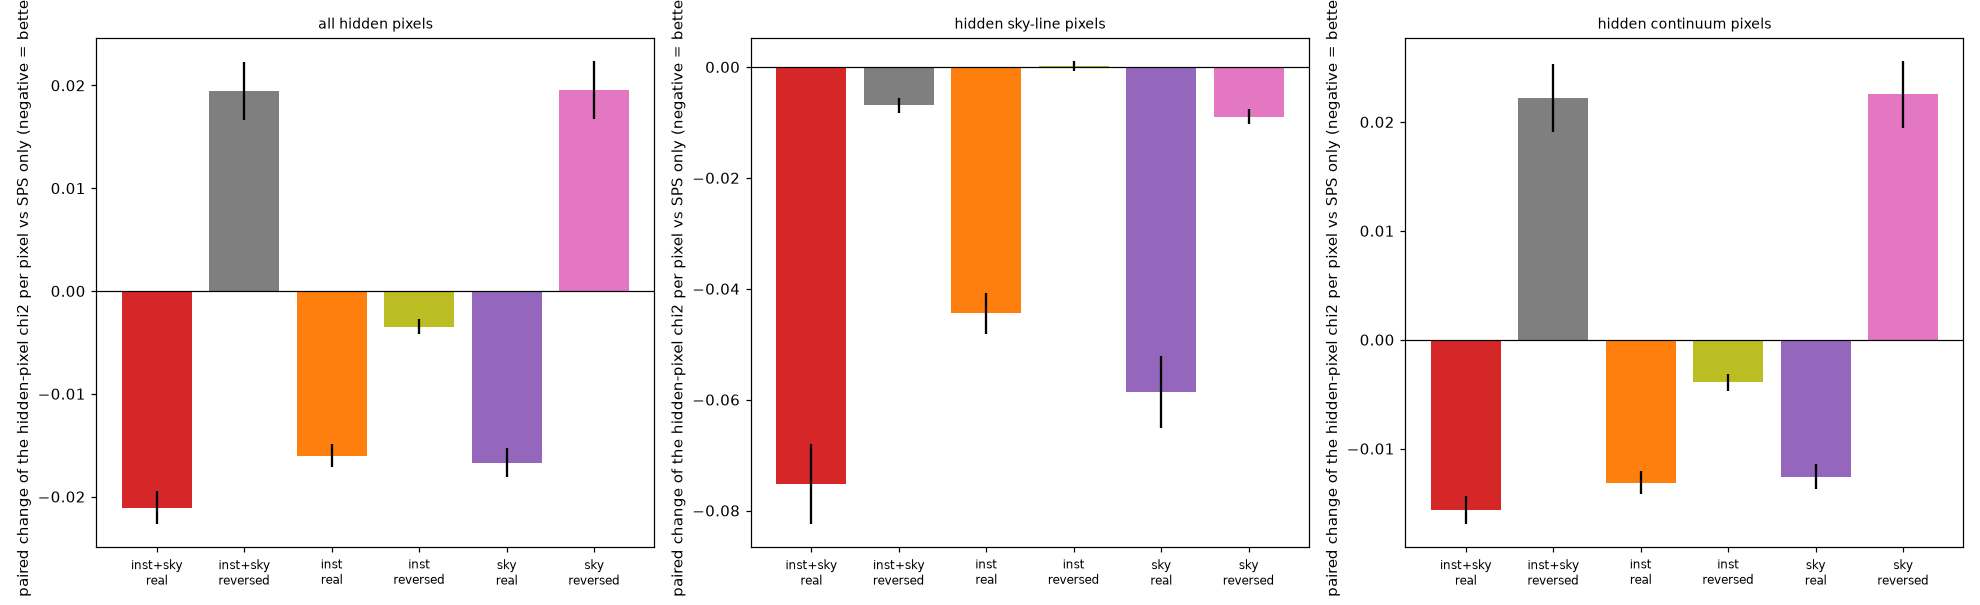 all hidden pixels
paired change of the hidden-pixel chi2 per pixel vs SPS only (negative = bette
0.02
0.01
0.00
−0.01
−0.02
inst+sky
real
inst+sky
reversed
inst
real
inst
reversed
sky
real
sky
reversed
hidden sky-line pixels
paired change of the hidden-pixel chi2 per pixel vs SPS only (negative = bette
0.00
−0.02
−0.04
−0.06
−0.08
inst+sky
real
inst+sky
reversed
inst
real
inst
reversed
sky
real
sky
reversed
hidden continuum pixels
paired change of the hidden-pixel chi2 per pixel vs SPS only (negative = bette
0.02
0.01
0.00
−0.01
inst+sky
real
inst+sky
reversed
inst
real
inst
reversed
sky
real
sky
reversed